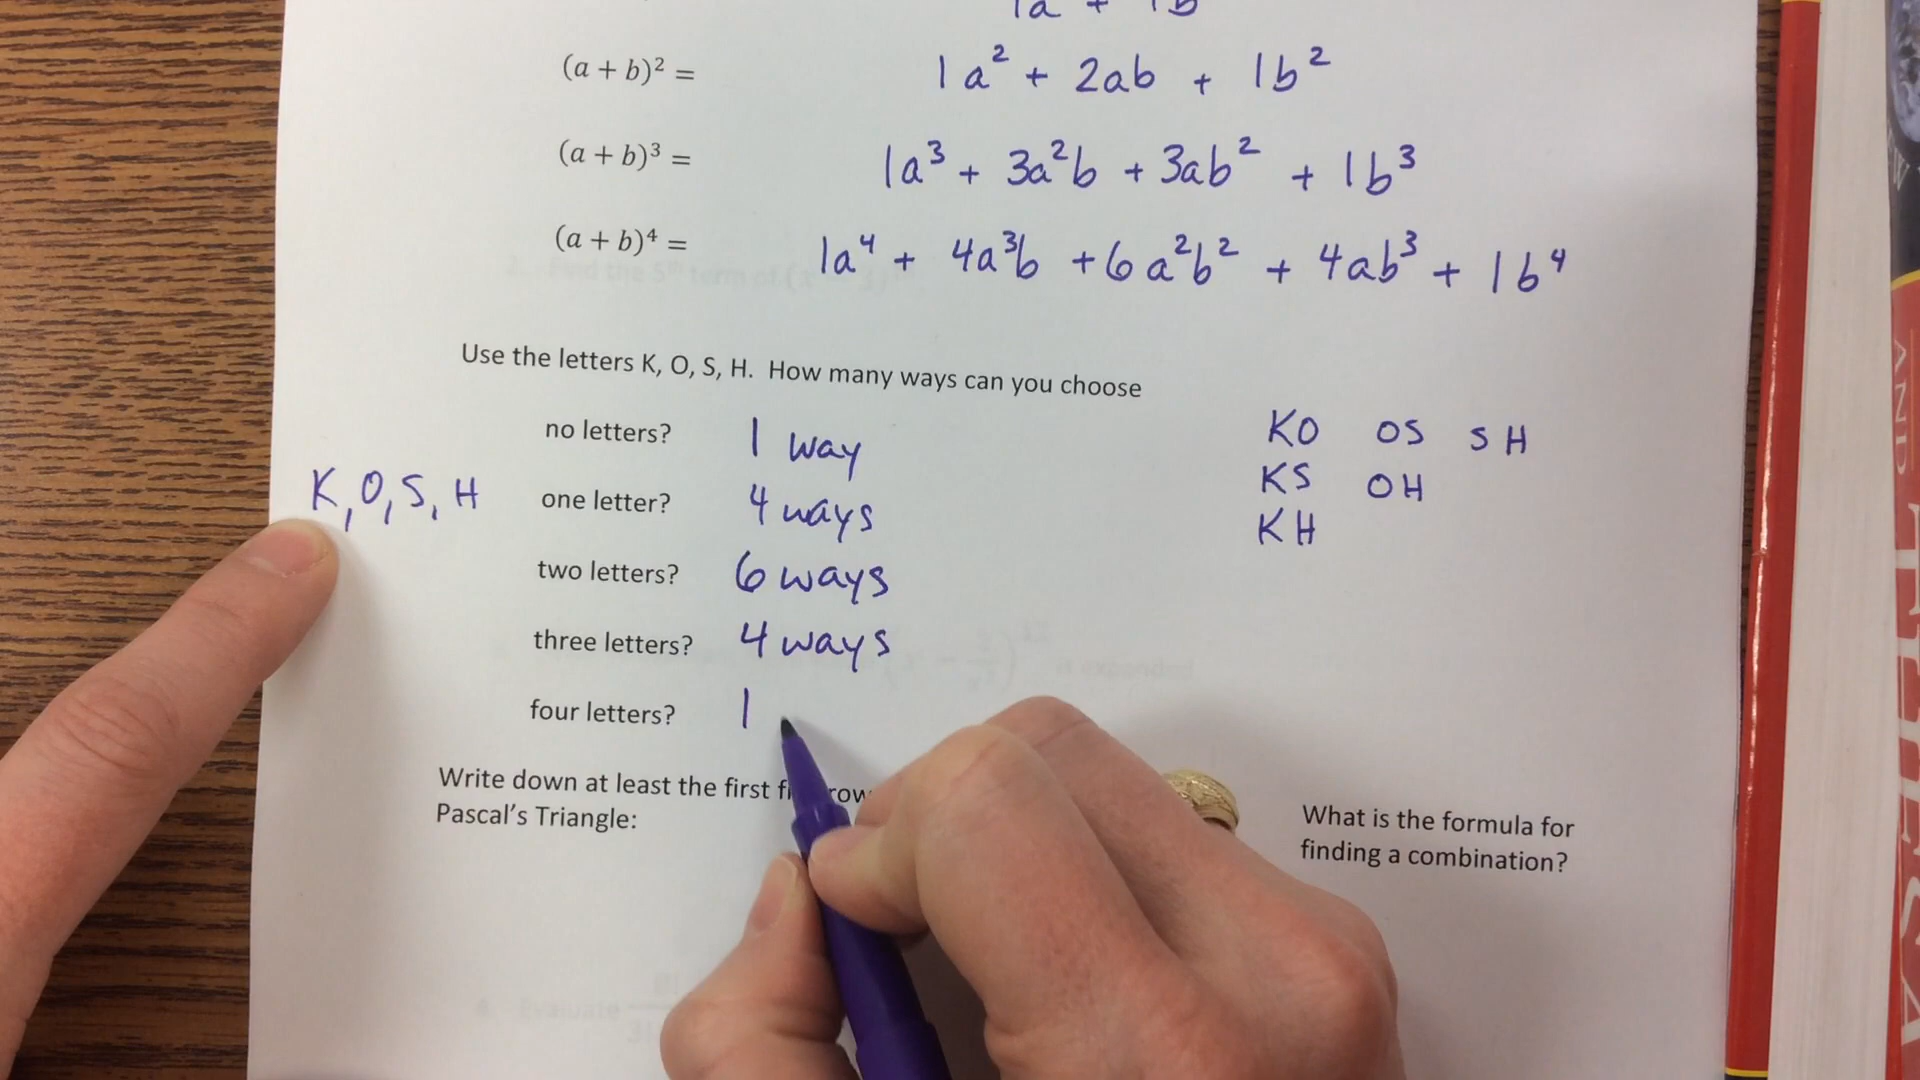 1a + 1b
(a + b)² = 1a² + 2ab + 1b²
(a + b)³ = 1a³ + 3a²b + 3ab² + 1b³
(a + b)⁴ = 1a⁴ + 4a³b + 6a²b² + 4ab³ + 1b⁴
Use the letters K, O, S, H. How many ways can you choose
no letters? 1 way
KO OS SH
KS OH
KH
K, O, S, H
one letter? 4 ways
two letters? 6 ways
three letters? 4 ways
four letters? 1
Write down at least the first
Pascal's Triangle:
What is the formula for
finding a combination?
AND